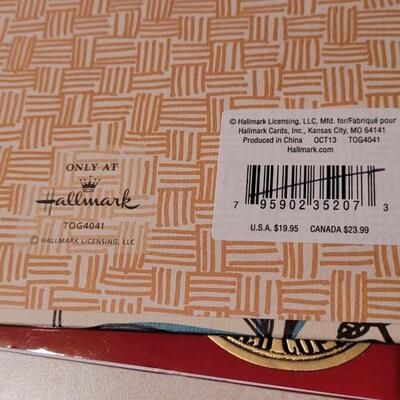 © Hallmark Licensing, LLC, Mfd. for/Fabriqué pour
Hallmark Cards, Inc., Kansas City, MO 64141
Produced in China OCT13 TOG4041
Hallmark.com
7 95902 35207 3
U.S.A. $19.95 CANADA $23.99
ONLY AT
Hallmark
TOG4041
© HALLMARK LICENSING, LLC